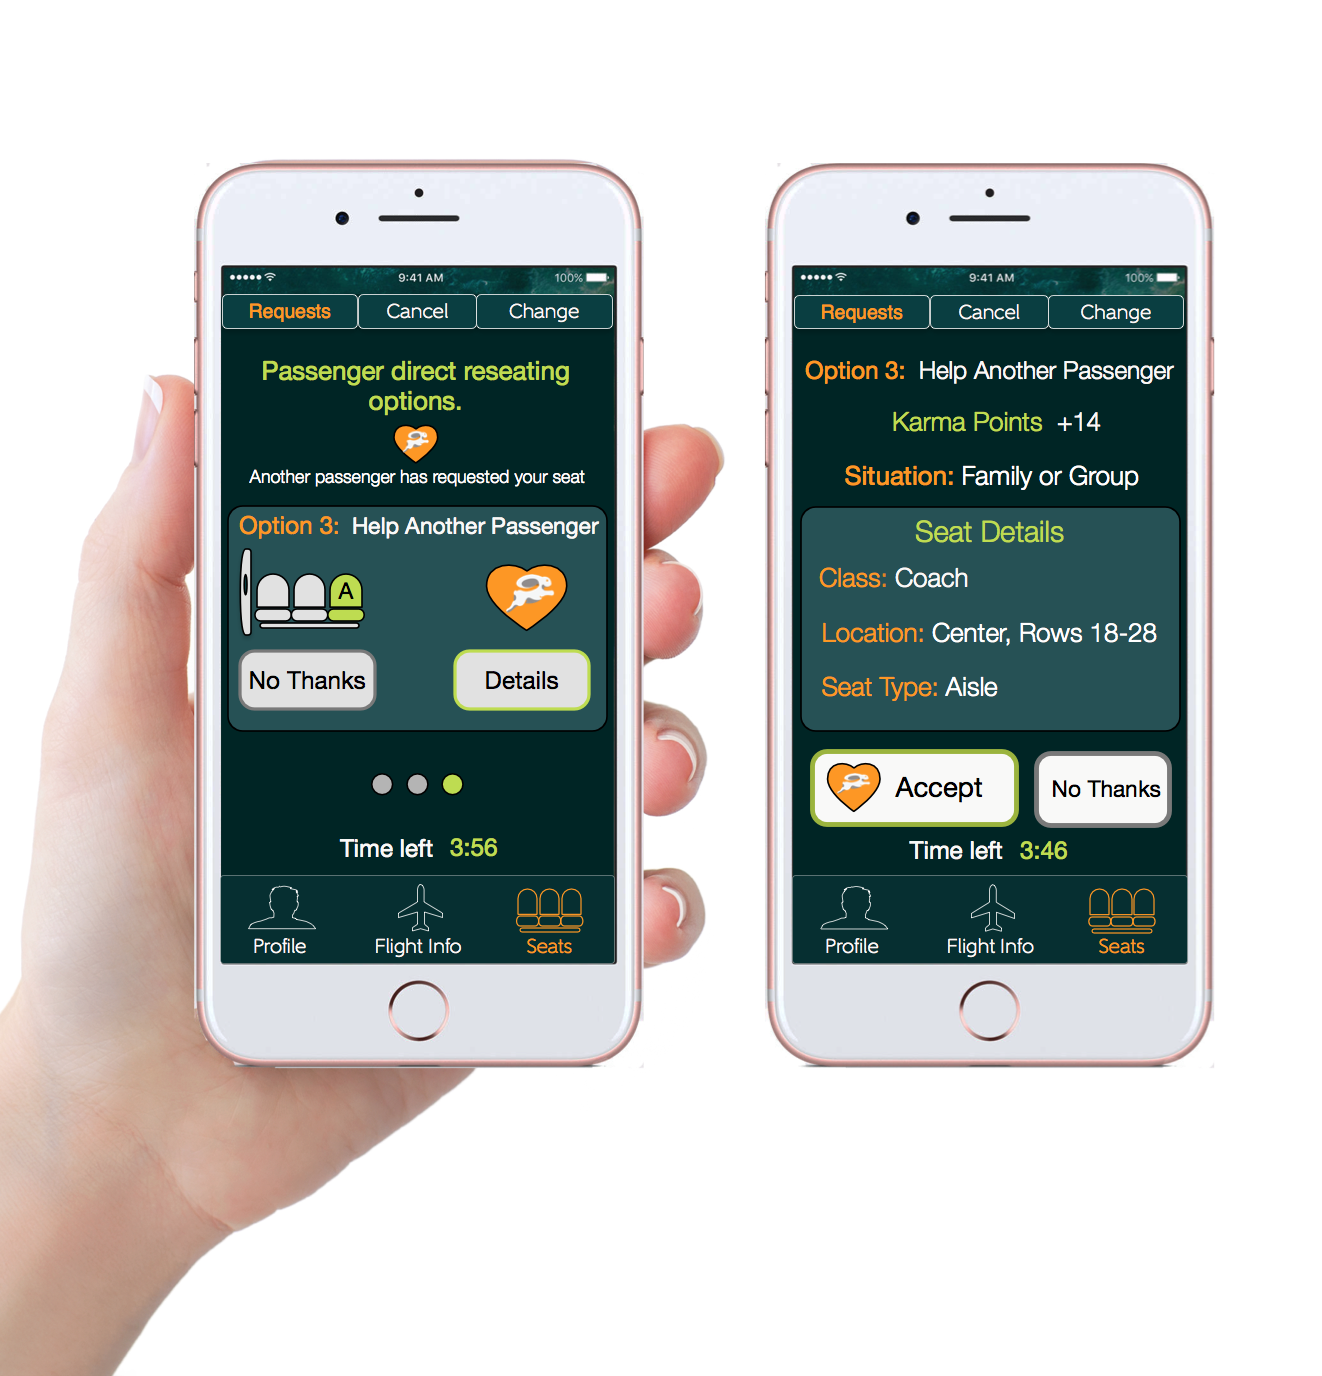 9:41 AM
100%
Requests
Cancel
Change
Passenger direct reseating
options.
Another passenger has requested your seat
Option 3: Help Another Passenger
A
No Thanks
Details
Time left 3:56
Profile
Flight Info
Seats
9:41 AM
100%
Requests
Cancel
Change
Option 3: Help Another Passenger
Karma Points +14
Situation: Family or Group
Seat Details
Class: Coach
Location: Center, Rows 18-28
Seat Type: Aisle
Accept
No Thanks
Time left 3:46
Profile
Flight Info
Seats